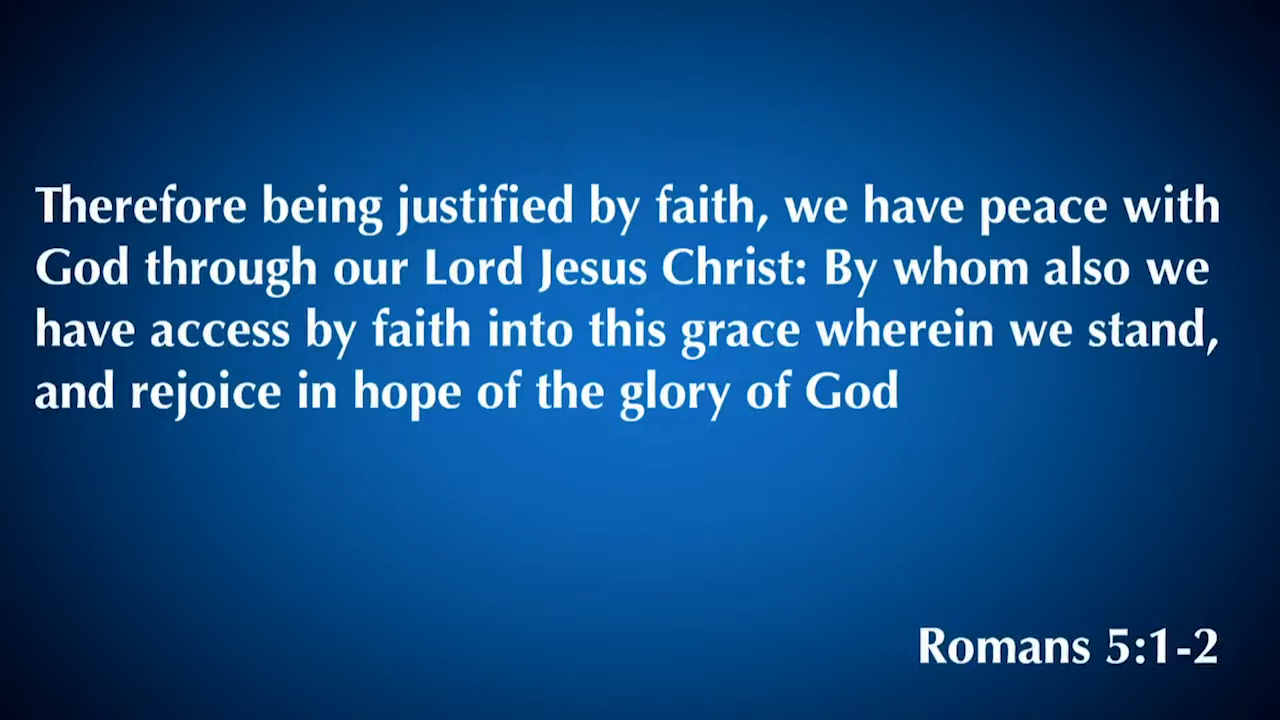 Therefore being justified by faith, we have peace with
God through our Lord Jesus Christ: By whom also we
have access by faith into this grace wherein we stand,
and rejoice in hope of the glory of God
Romans 5:1-2